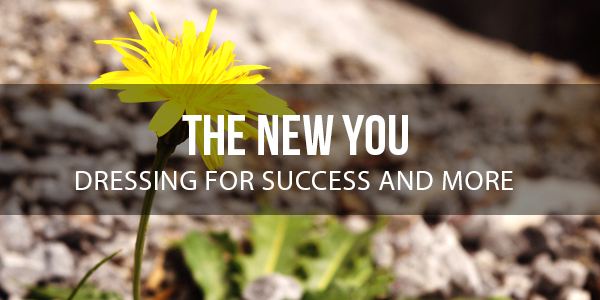 THE NEW YOU
DRESSING FOR SUCCESS AND MORE